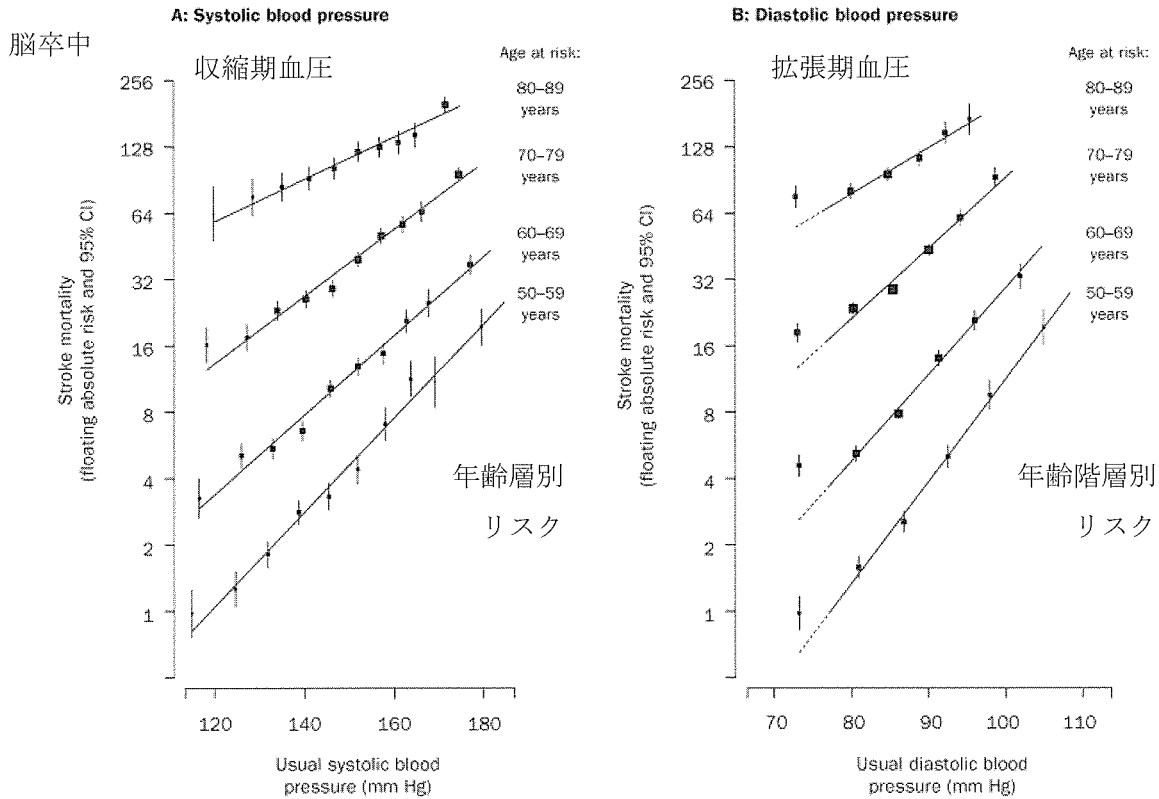 A: Systolic blood pressure
脳卒中
収縮期血圧
Age at risk:
80–89
years
70–79
years
60–69
years
50–59
years
256
128
64
32
16
8
4
2
1
Stroke mortality
(floating absolute risk and 95% CI)
年齢層別
リスク
120
140
160
180
Usual systolic blood
pressure (mm Hg)
B: Diastolic blood pressure
拡張期血圧
Age at risk:
80–89
years
70–79
years
60–69
years
50–59
years
256
128
64
32
16
8
4
2
1
Stroke mortality
(floating absolute risk and 95% CI)
年齢階層別
リスク
70
80
90
100
110
Usual diastolic blood
pressure (mm Hg)